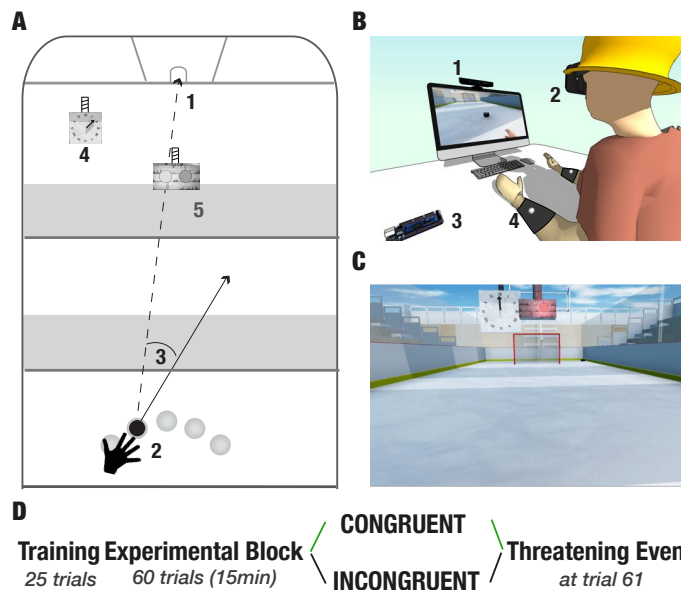 A
1
4
5
3
2
B
1
2
3
4
C
D
CONGRUENT
Training Experimental Block
Threatening Even
25 trials
60 trials (15min)
INCONGRUENT
at trial 61